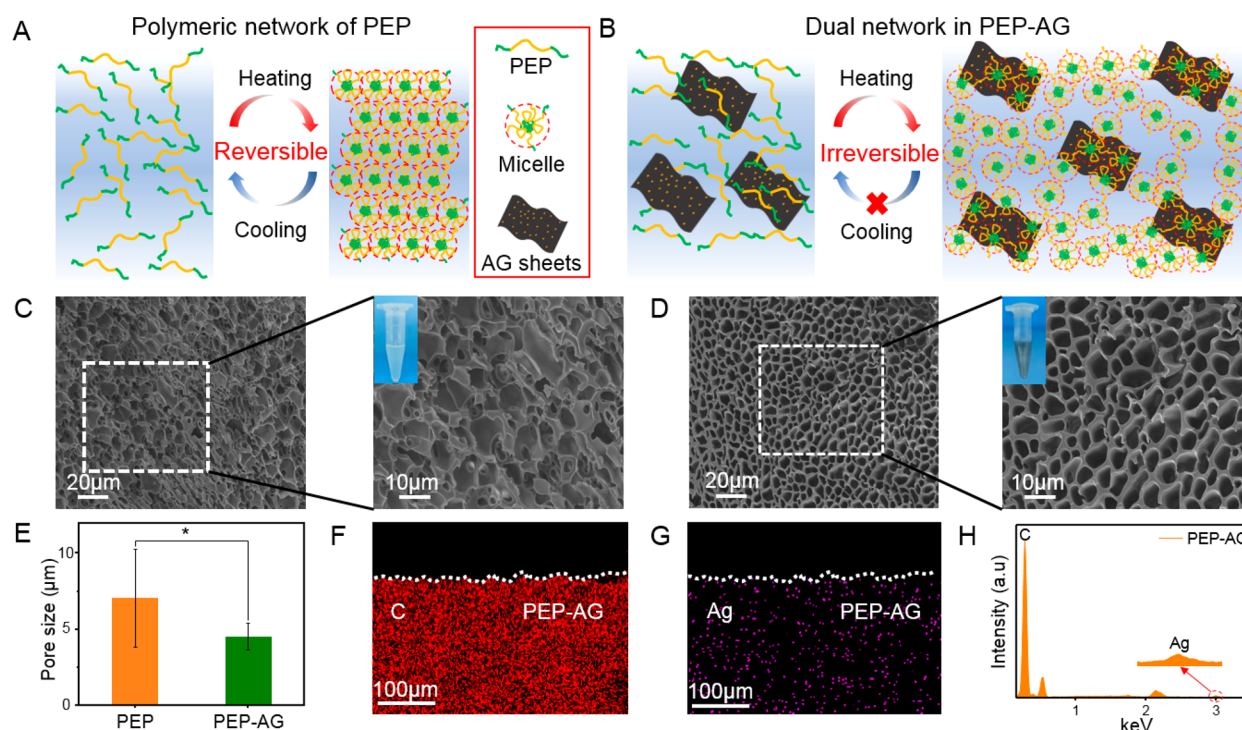 A
Polymeric network of PEP
Heating
Reversible
Cooling
PEP
Micelle
AG sheets
B
Dual network in PEP-AG
Heating
Irreversible
Cooling
C
20μm
10μm
D
20μm
10μm
E
Pore size (μm)
10
5
0
*
PEP
PEP-AG
F
C
PEP-AG
100μm
G
Ag
PEP-AG
100μm
H
Intensity (a.u)
C
PEP-AG
Ag
1
2
3
keV